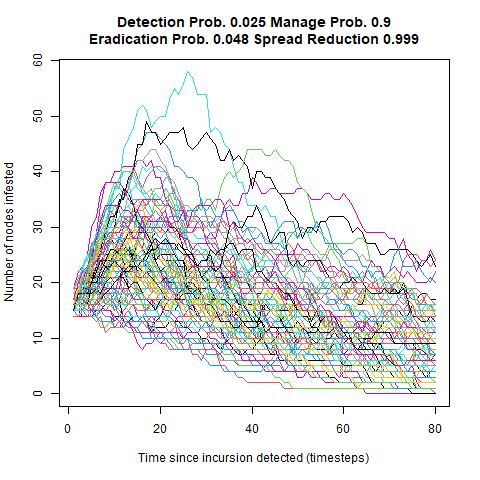 Detection Prob. 0.025 Manage Prob. 0.9
Eradication Prob. 0.048 Spread Reduction 0.999
Number of nodes infested
60
50
40
30
20
10
0
0 20 40 60 80
Time since incursion detected (timesteps)